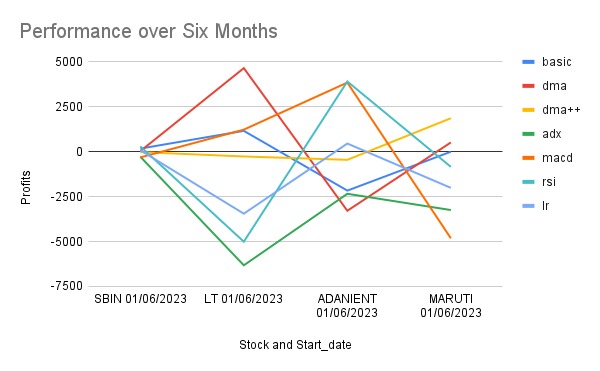 Performance over Six Months
5000
2500
0
-2500
-5000
-7500
Profits
SBIN 01/06/2023
LT 01/06/2023
ADANIENT
01/06/2023
MARUTI
01/06/2023
Stock and Start_date
basic
dma
dma++
adx
macd
rsi
lr